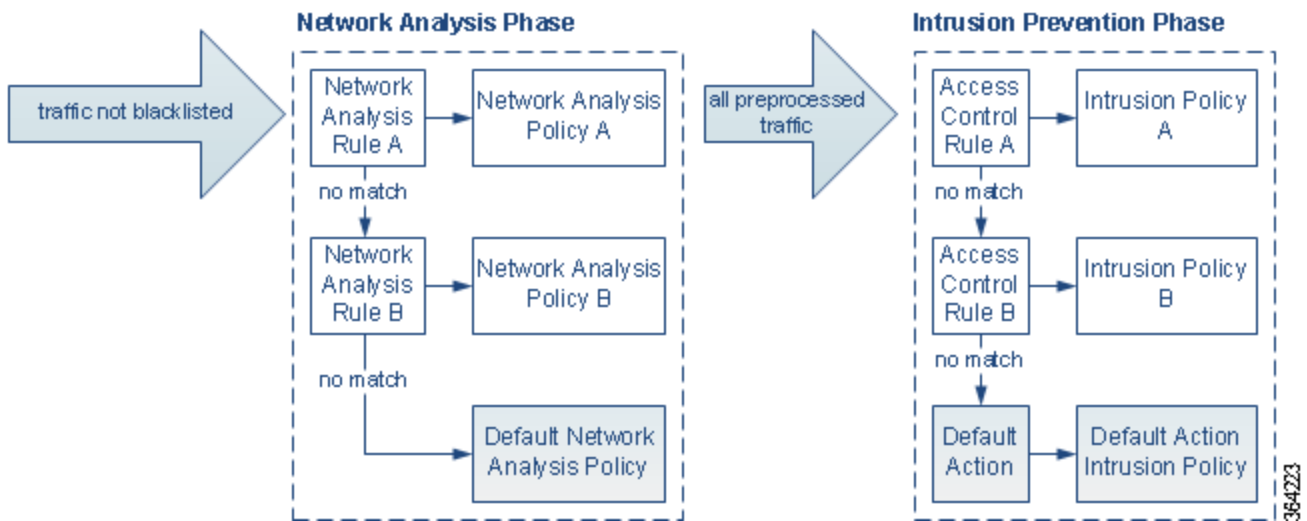 Network Analysis Phase
traffic not blacklisted
Network
Analysis
Rule A
Network Analysis
Policy A
no match
Network
Analysis
Rule B
Network Analysis
Policy B
no match
Default Network
Analysis Policy
all preprocessed
traffic
Intrusion Prevention Phase
Access
Control
Rule A
Intrusion Policy
A
no match
Access
Control
Rule B
Intrusion Policy
B
no match
Default
Action
Default Action
Intrusion Policy
364223